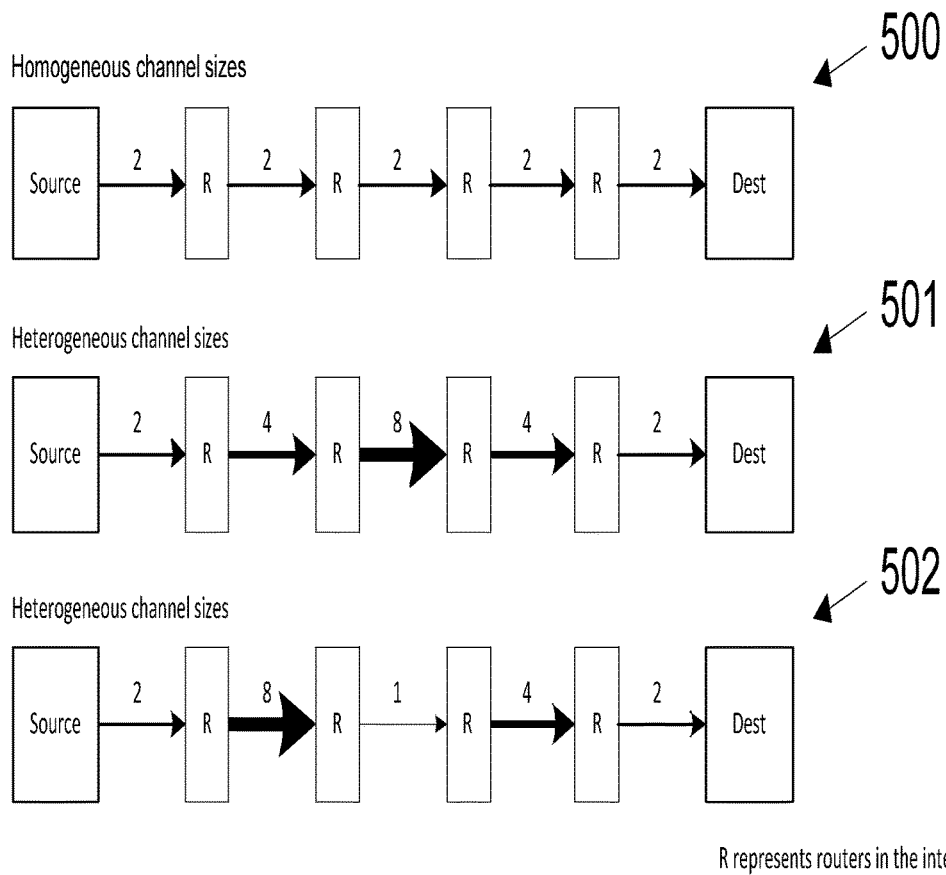 500
Homogeneous channel sizes
2 2 2 2 2
Source R R R R Dest
501
Heterogeneous channel sizes
2 4 8 4 2
Source R R R R Dest
502
Heterogeneous channel sizes
2 8 1 4 2
Source R R R R Dest
R represents routers in the